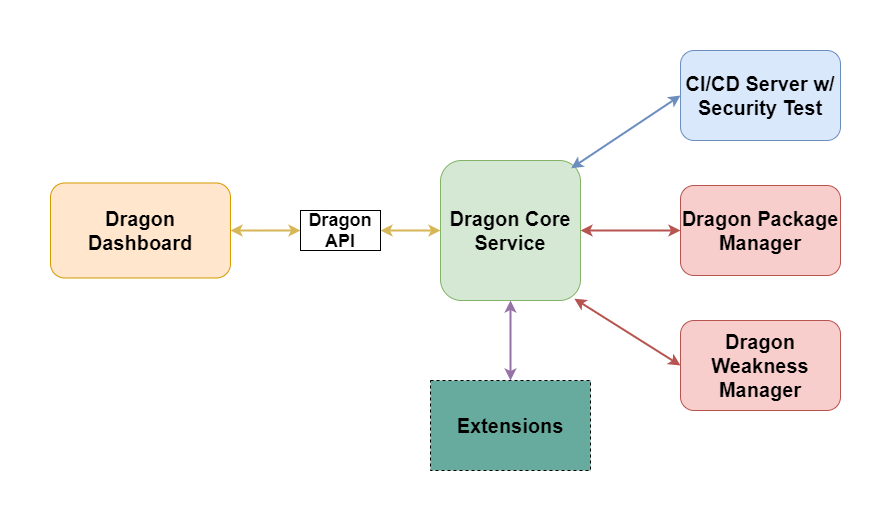 CI/CD Server w/
Security Test
Dragon
Dashboard
Dragon
API
Dragon Core
Service
Dragon Package
Manager
Dragon
Weakness
Manager
Extensions